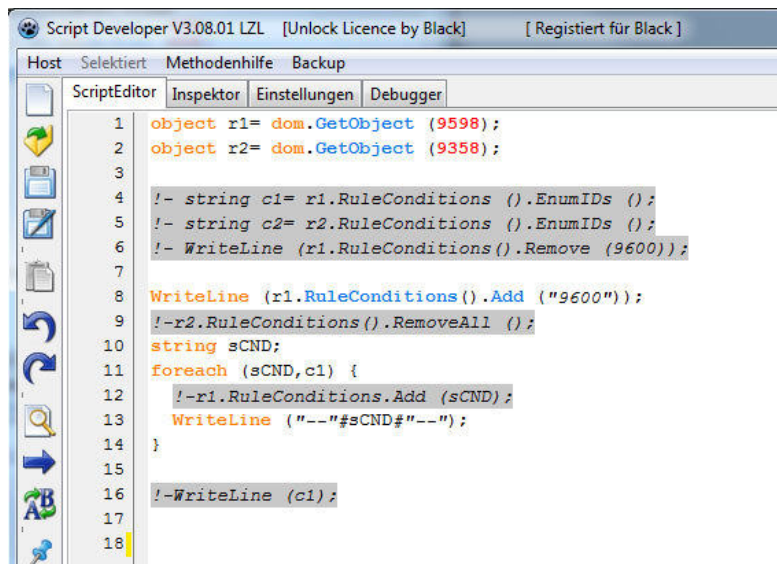 Script Developer V3.08.01 LZL [Unlock Licence by Black] [ Registiert für Black ]
Host Selektiert Methodenhilfe Backup
ScriptEditor Inspektor Einstellungen Debugger
1 object r1= dom.GetObject (9598);
2 object r2= dom.GetObject (9358);
3
4 !- string c1= r1.RuleConditions ().EnumIDs ();
5 !- string c2= r2.RuleConditions ().EnumIDs ();
6 !- WriteLine (r1.RuleConditions().Remove (9600));
7
8 WriteLine (r1.RuleConditions().Add ("9600"));
9 !-r2.RuleConditions().RemoveAll ();
10 string sCND;
11 foreach (sCND,c1) {
12 !-r1.RuleConditions.Add (sCND);
13 WriteLine ("--"#sCND#"--");
14 }
15
16 !-WriteLine (c1);
17
18